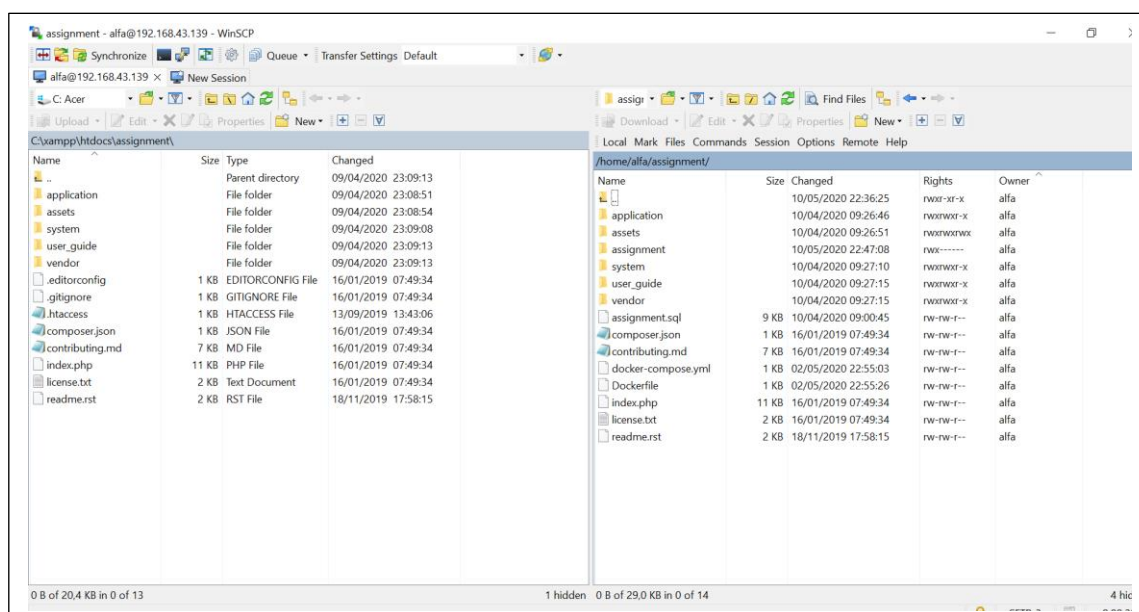 assignment - alfa@192.168.43.139 - WinSCP
Synchronize Queue Transfer Settings Default
alfa@192.168.43.139 New Session
C: Acer
Upload Edit Properties New
C:\xampp\htdocs\assignment\
Name Size Type Changed
.. Parent directory 09/04/2020 23:09:13
application File folder 09/04/2020 23:08:51
assets File folder 09/04/2020 23:08:54
system File folder 09/04/2020 23:09:08
user_guide File folder 09/04/2020 23:09:13
vendor File folder 09/04/2020 23:09:13
.editorconfig 1 KB EDITORCONFIG File 16/01/2019 07:49:34
.gitignore 1 KB GITIGNORE File 16/01/2019 07:49:34
.htaccess 1 KB HTACCESS File 13/09/2019 13:43:06
composer.json 1 KB JSON File 16/01/2019 07:49:34
contributing.md 7 KB MD File 16/01/2019 07:49:34
index.php 11 KB PHP File 16/01/2019 07:49:34
license.txt 2 KB Text Document 16/01/2019 07:49:34
readme.rst 2 KB RST File 18/11/2019 17:58:15
0 B of 20,4 KB in 0 of 13 1 hidden
assigr Find Files
Download Edit Properties New
Local Mark Files Commands Session Options Remote Help
/home/alfa/assignment/
Name Size Changed Rights Owner
.. 10/05/2020 22:36:25 rwxr-xr-x alfa
application 10/04/2020 09:26:46 rwxrwxr-x alfa
assets 10/04/2020 09:26:51 rwxrwxrwx alfa
assignment 10/05/2020 22:47:08 rwx------ alfa
system 10/04/2020 09:27:10 rwxrwxr-x alfa
user_guide 10/04/2020 09:27:15 rwxrwxr-x alfa
vendor 10/04/2020 09:27:15 rwxrwxr-x alfa
assignment.sql 9 KB 10/04/2020 09:00:45 rw-rw-r-- alfa
composer.json 1 KB 16/01/2019 07:49:34 rw-rw-r-- alfa
contributing.md 7 KB 16/01/2019 07:49:34 rw-rw-r-- alfa
docker-compose.yml 1 KB 02/05/2020 22:55:03 rw-rw-r-- alfa
Dockerfile 1 KB 02/05/2020 22:55:26 rw-rw-r-- alfa
index.php 11 KB 16/01/2019 07:49:34 rw-rw-r-- alfa
license.txt 2 KB 16/01/2019 07:49:34 rw-rw-r-- alfa
readme.rst 2 KB 18/11/2019 17:58:15 rw-rw-r-- alfa
0 B of 29,0 KB in 0 of 14 4 hid